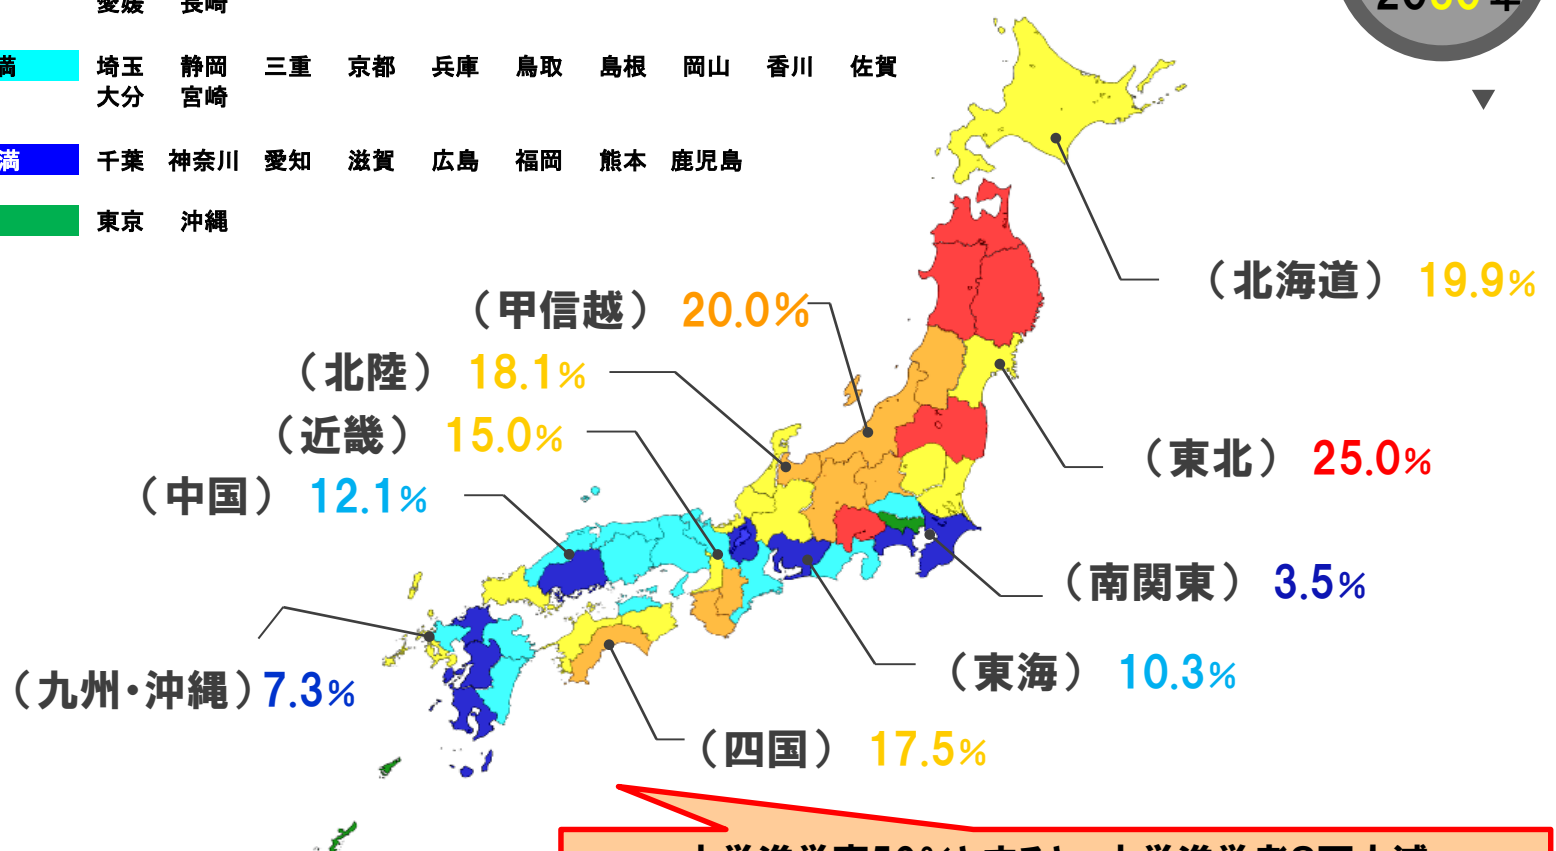 愛媛 長崎
満 埼玉 静岡 三重 京都 兵庫 鳥取 島根 岡山 香川 佐賀
大分 宮崎
満 千葉 神奈川 愛知 滋賀 広島 福岡 熊本 鹿児島
東京 沖縄
▼
（北海道） 19.9%
（甲信越） 20.0%
（北陸） 18.1%
（近畿） 15.0%
（東北） 25.0%
（中国） 12.1%
（南関東） 3.5%
（東海） 10.3%
（九州・沖縄） 7.3%
（四国） 17.5%